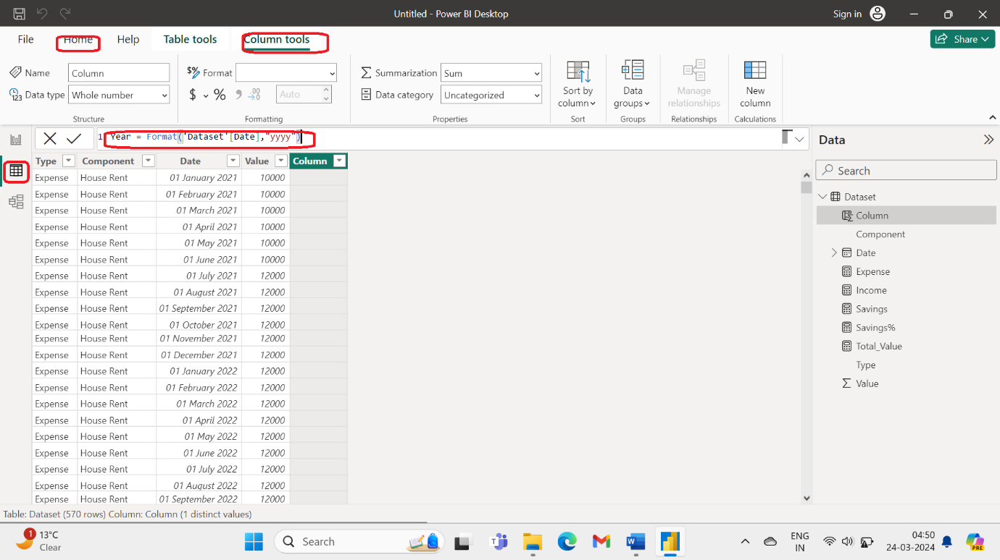 Untitled - Power BI Desktop
Sign in
File Home Help Table tools Column tools
Share
Name Column
Data type Whole number
Structure
Format
$ % Auto
Formatting
Summarization Sum
Data category Uncategorized
Properties
Sort by column
Sort
Data groups
Groups
Manage relationships
Relationships
New column
Calculations
1 Year = Format('Dataset'[Date],"yyyy")
Type Component Date Value Column
Expense House Rent 01 January 2021 10000
Expense House Rent 01 February 2021 10000
Expense House Rent 01 March 2021 10000
Expense House Rent 01 April 2021 10000
Expense House Rent 01 May 2021 10000
Expense House Rent 01 June 2021 10000
Expense House Rent 01 July 2021 12000
Expense House Rent 01 August 2021 12000
Expense House Rent 01 September 2021 12000
Expense House Rent 01 October 2021 12000
Expense House Rent 01 November 2021 12000
Expense House Rent 01 December 2021 12000
Expense House Rent 01 January 2022 12000
Expense House Rent 01 February 2022 12000
Expense House Rent 01 March 2022 12000
Expense House Rent 01 April 2022 12000
Expense House Rent 01 May 2022 12000
Expense House Rent 01 June 2022 12000
Expense House Rent 01 July 2022 12000
Expense House Rent 01 August 2022 12000
Expense House Rent 01 September 2022 12000
Data
Search
Dataset
Column
Component
Date
Expense
Income
Savings
Savings%
Total_Value
Type
Value
Table: Dataset (570 rows) Column: Column (1 distinct values)
1
13°C
Clear
Search
ENG
IN
04:50
24-03-2024
PRE